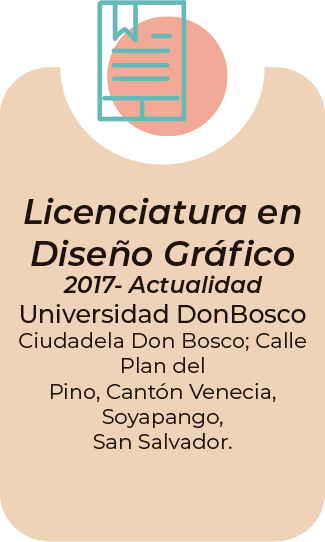 Licenciatura en
Diseño Gráfico
2017- Actualidad
Universidad DonBosco
Ciudadela Don Bosco; Calle
Plan del
Pino, Cantón Venecia,
Soyapango,
San Salvador.